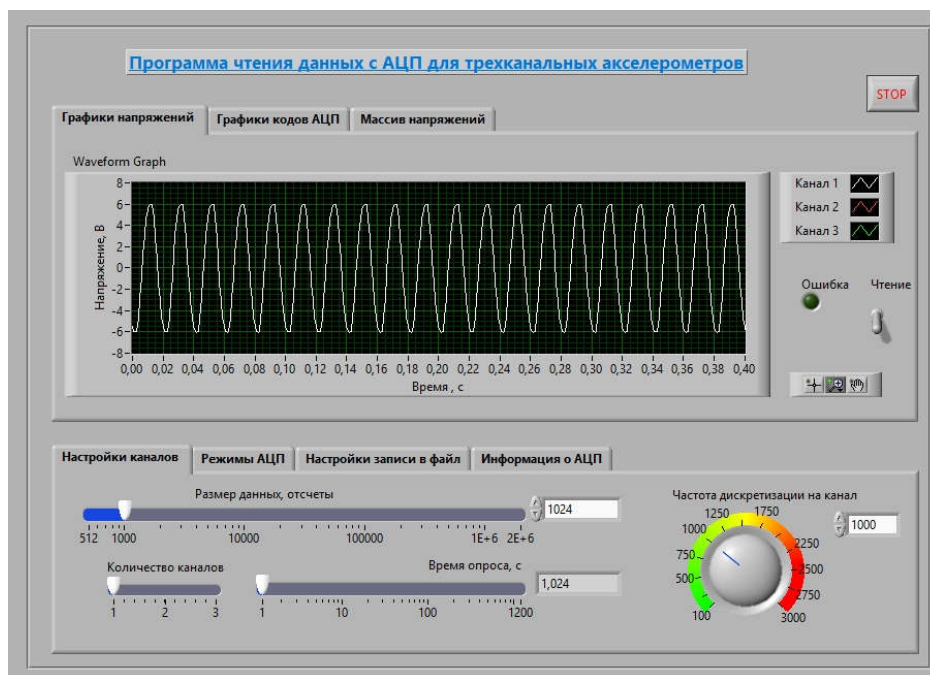 Программа чтения данных с АЦП для трехканальных акселерометров
STOP
Графики напряжений Графики кодов АЦП Массив напряжений
Waveform Graph
Напряжение, В
8
6
4
2
0
-2
-4
-6
-8
0,00 0,02 0,04 0,06 0,08 0,10 0,12 0,14 0,16 0,18 0,20 0,22 0,24 0,26 0,28 0,30 0,32 0,34 0,36 0,38 0,40
Время , с
Канал 1
Канал 2
Канал 3
Ошибка Чтение
Настройки каналов Режимы АЦП Настройки записи в файл Информация о АЦП
Размер данных, отсчеты
1024
512 1000 10000 100000 1E+6 2E+6
Количество каналов
1 2 3
Время опроса, с
1,024
1 10 100 1200
Частота дискретизации на канал
1000
100 500 750 1000 1250 1750 2250 2500 2750 3000